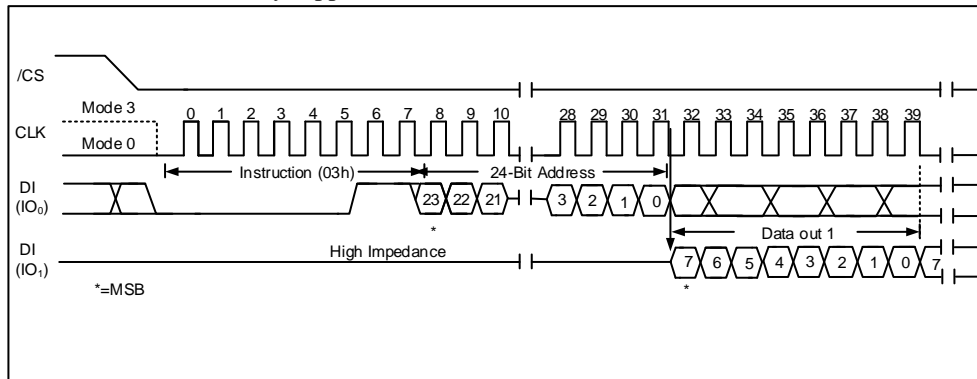 /CS
Mode 3
0 1 2 3 4 5 6 7 8 9 10 28 29 30 31 32 33 34 35 36 37 38 39
CLK
Mode 0
Instruction (03h) 24-Bit Address
DI
(IO0)
23 22 21 3 2 1 0
*
Data out 1
DI
(IO1)
High Impedance
7 6 5 4 3 2 1 0 7
*
*=MSB